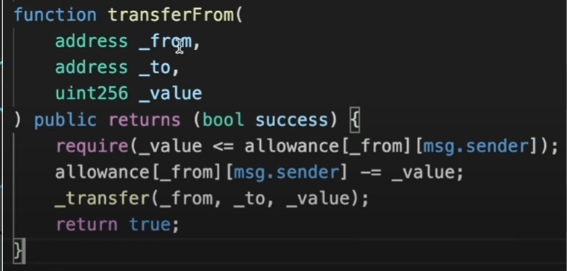 function transferFrom(
    address _from,
    address _to,
    uint256 _value
) public returns (bool success) {
    require(_value <= allowance[_from][msg.sender]);
    allowance[_from][msg.sender] -= _value;
    _transfer(_from, _to, _value);
    return true;
}